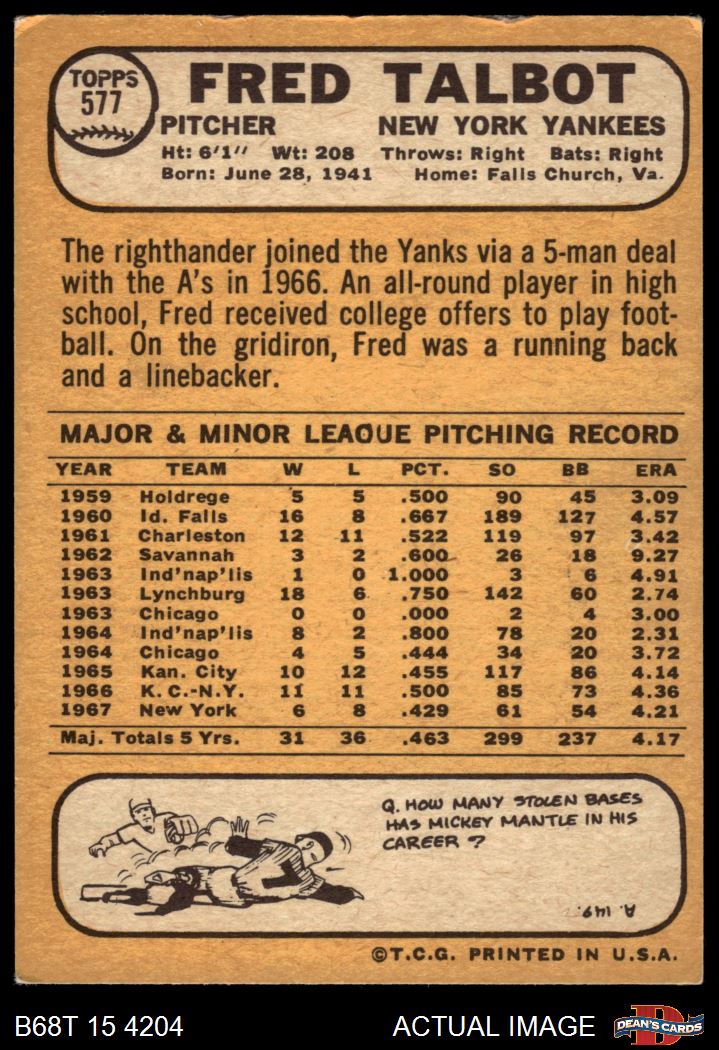 TOPPS
577
FRED TALBOT
PITCHER NEW YORK YANKEES
Ht: 6'1" Wt: 208 Throws: Right Bats: Right
Born: June 28, 1941 Home: Falls Church, Va.
The righthander joined the Yanks via a 5-man deal
with the A's in 1966. An all-round player in high
school, Fred received college offers to play foot-
ball. On the gridiron, Fred was a running back
and a linebacker.
MAJOR & MINOR LEAGUE PITCHING RECORD
YEAR TEAM W L PCT. SO BB ERA
1959 Holdrege 5 5 .500 90 45 3.09
1960 Id. Falls 16 8 .667 189 127 4.57
1961 Charleston 12 11 .522 119 97 3.42
1962 Savannah 3 2 .600 26 18 9.27
1963 Ind'nap'lis 1 0 1.000 3 6 4.91
1963 Lynchburg 18 6 .750 142 60 2.74
1963 Chicago 0 0 .000 2 4 3.00
1964 Ind'nap'lis 8 2 .800 78 20 2.31
1964 Chicago 4 5 .444 34 20 3.72
1965 Kan. City 10 12 .455 117 86 4.14
1966 K.C.-N.Y. 11 11 .500 85 73 4.36
1967 New York 6 8 .429 61 54 4.21
Maj. Totals 5 Yrs. 31 36 .463 299 237 4.17
Q. HOW MANY STOLEN BASES
HAS MICKEY MANTLE IN HIS
CAREER ?
A. 149.
©T.C.G. PRINTED IN U.S.A.
B68T 15 4204 ACTUAL IMAGE DEAN'S CARDS